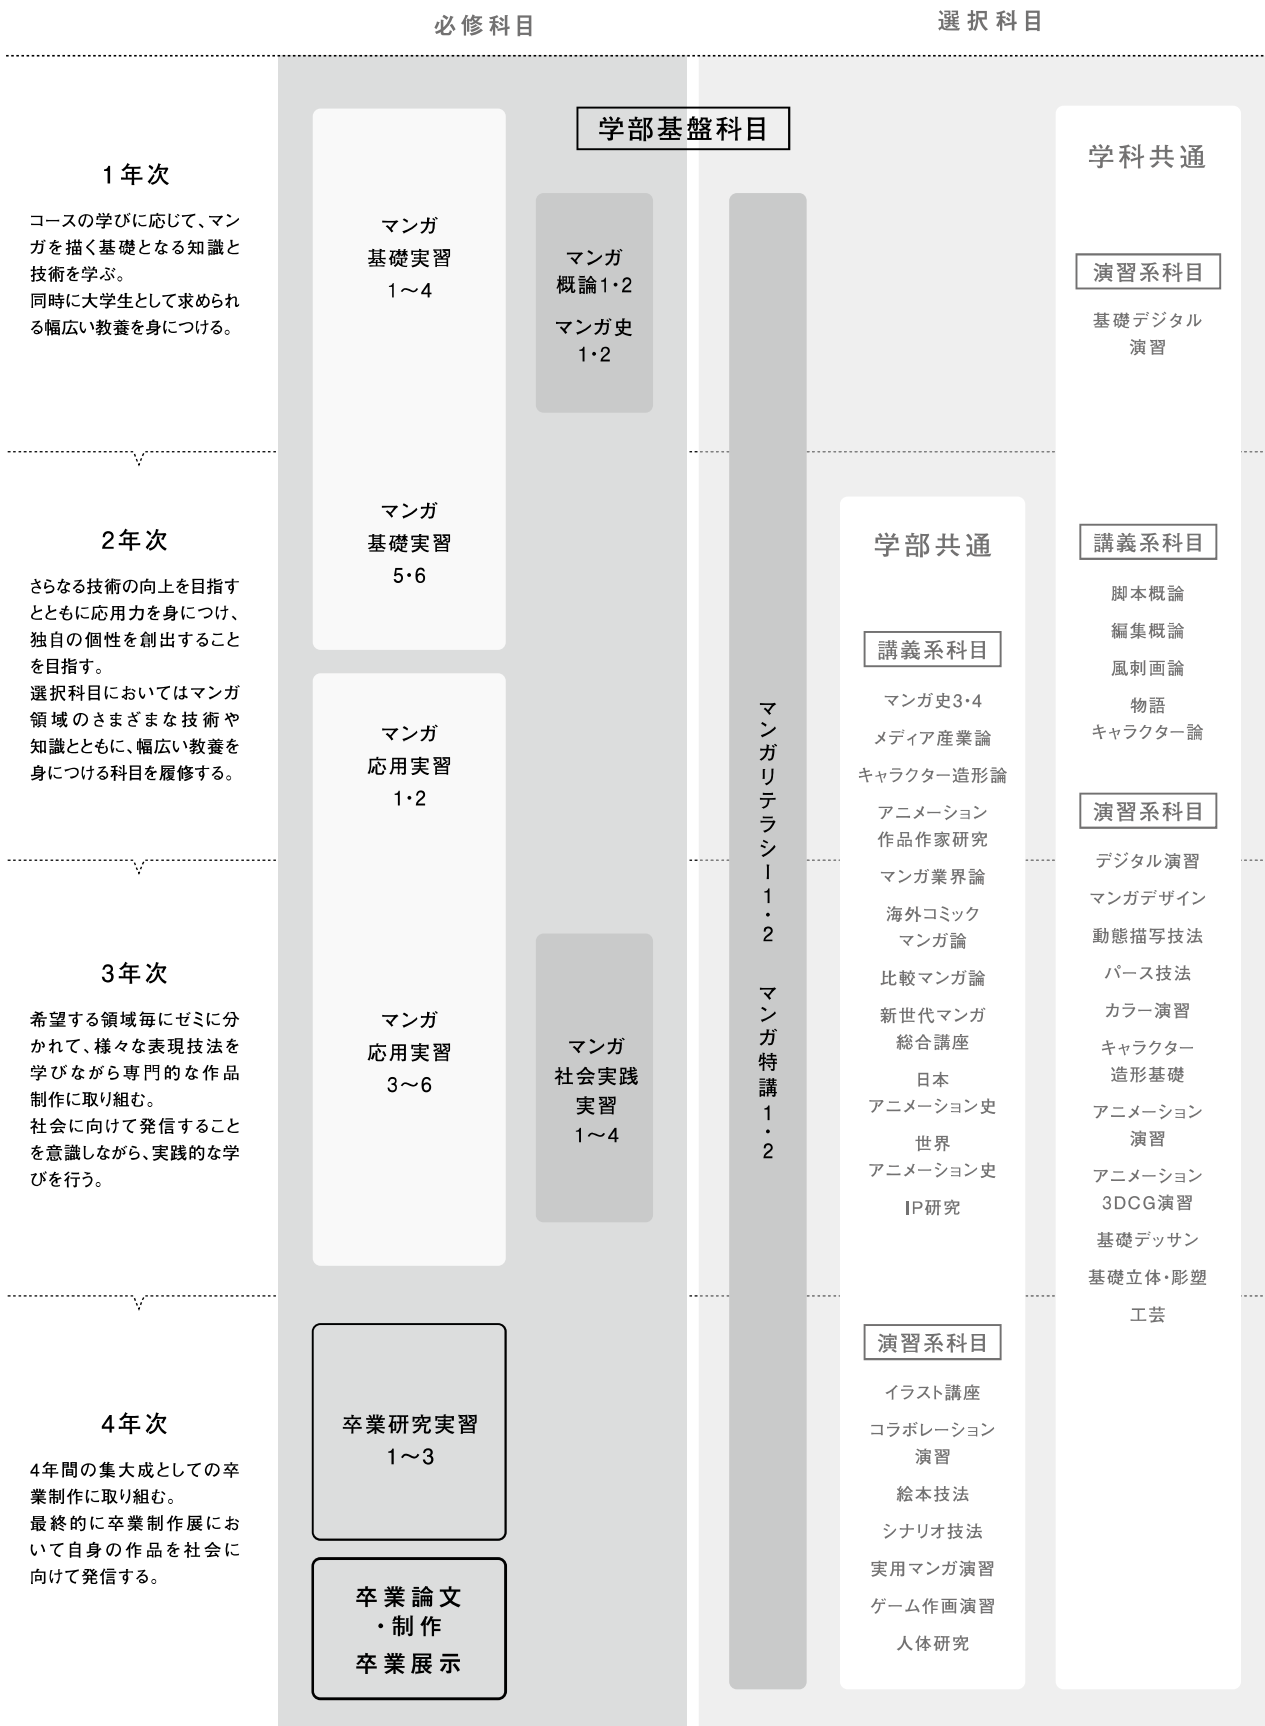 必修科目
選択科目
学部基盤科目
1年次
コースの学びに応じて、マン
ガを描く基礎となる知識と
技術を学ぶ。
同時に大学生として求められ
る幅広い教養を身につける。
マンガ
基礎実習
1〜4
マンガ
概論1・2
マンガ史
1・2
学科共通
演習系科目
基礎デジタル
演習
2年次
さらなる技術の向上を目指す
とともに応用力を身につけ、
独自の個性を創出すること
を目指す。
選択科目においてはマンガ
領域のさまざまな技術や
知識とともに、幅広い教養を
身につける科目を履修する。
マンガ
基礎実習
5・6
マンガ
応用実習
1・2
マンガリテラシー1・2 マンガ特講1・2
学部共通
講義系科目
マンガ史3・4
メディア産業論
キャラクター造形論
アニメーション
作品作家研究
マンガ業界論
海外コミック
マンガ論
比較マンガ論
新世代マンガ
総合講座
日本
アニメーション史
世界
アニメーション史
IP研究
講義系科目
脚本概論
編集概論
風刺画論
物語
キャラクター論
演習系科目
デジタル演習
マンガデザイン
動態描写技法
パース技法
カラー演習
キャラクター
造形基礎
アニメーション
演習
アニメーション
3DCG演習
基礎デッサン
基礎立体・彫塑
工芸
3年次
希望する領域毎にゼミに分
かれて、様々な表現技法を
学びながら専門的な作品
制作に取り組む。
社会に向けて発信すること
を意識しながら、実践的な学
びを行う。
マンガ
応用実習
3〜6
マンガ
社会実践
実習
1〜4
4年次
4年間の集大成としての卒
業制作に取り組む。
最終的に卒業制作展にお
いて自身の作品を社会に
向けて発信する。
卒業研究実習
1〜3
卒業論文
・制作
卒業展示
演習系科目
イラスト講座
コラボレーション
演習
絵本技法
シナリオ技法
実用マンガ演習
ゲーム作画演習
人体研究